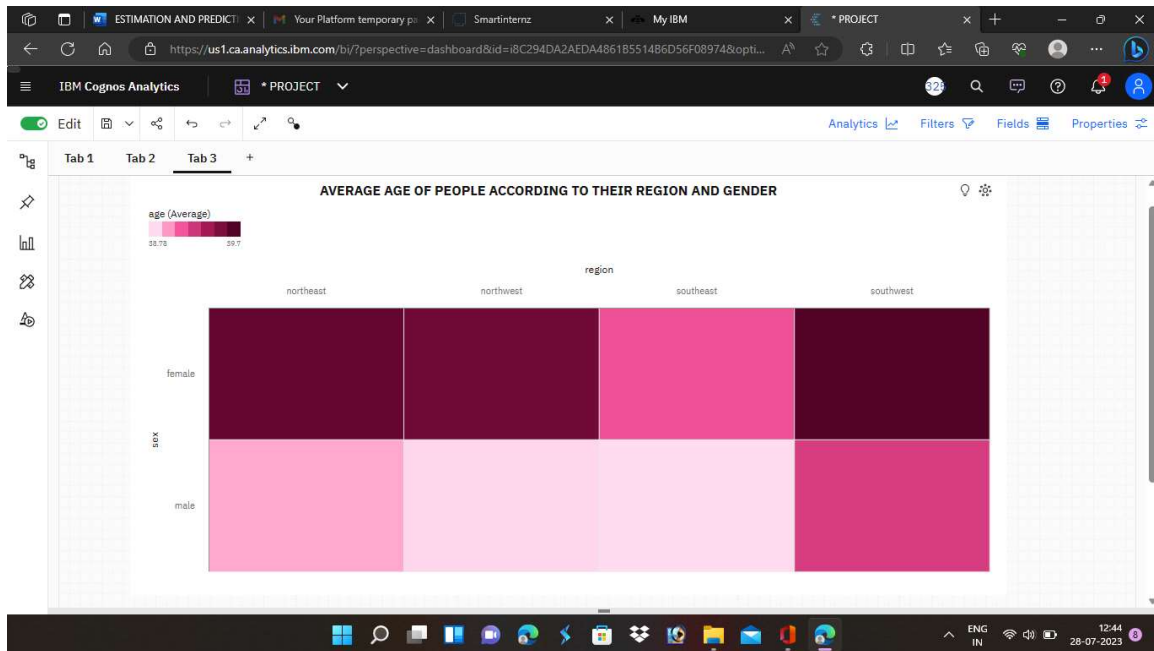 ESTIMATION AND PREDICTI
Your Platform temporary pa
Smartinternz
My IBM
* PROJECT
https://us1.ca.analytics.ibm.com/bi/?perspective=dashboard&id=i8C294DA2AEDA4861B5514B6D56F08974&opti...
IBM Cognos Analytics
* PROJECT
1
Edit
Analytics
Filters
Fields
Properties
Tab 1 Tab 2 Tab 3 +
AVERAGE AGE OF PEOPLE ACCORDING TO THEIR REGION AND GENDER
age (Average)
38.78 39.7
region
northeast northwest southeast southwest
female
sex
male
ENG
IN
12:44
28-07-2023
8